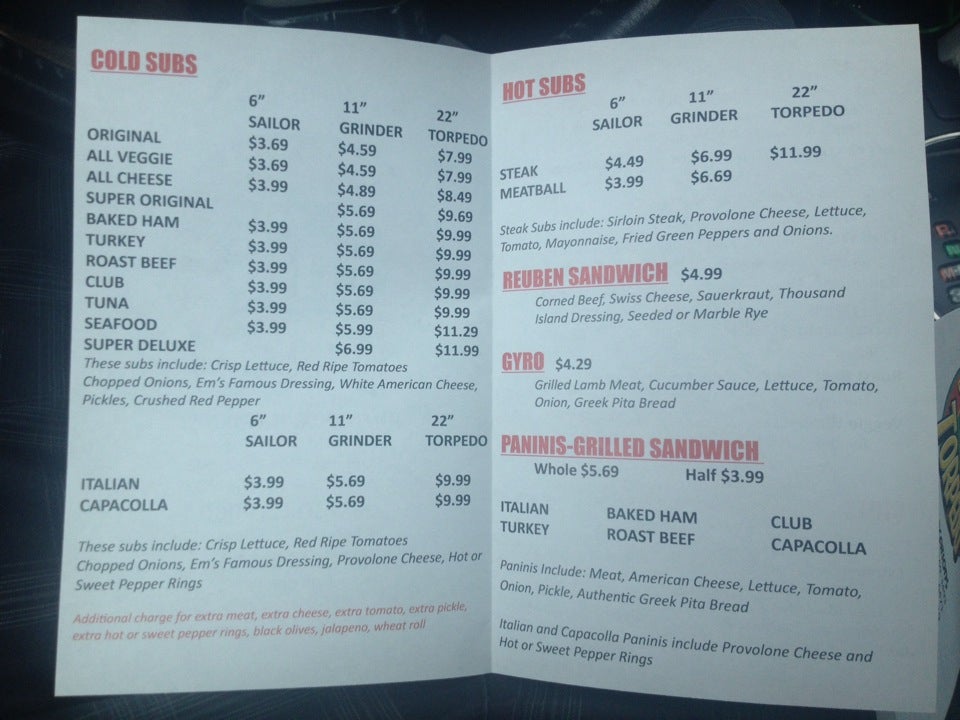 COLD SUBS
6" 11" 22"
SAILOR GRINDER TORPEDO
ORIGINAL $3.69 $4.59 $7.99
ALL VEGGIE $3.69 $4.59 $7.99
ALL CHEESE $3.99 $4.89 $8.49
SUPER ORIGINAL $5.69 $9.69
BAKED HAM $3.99 $5.69 $9.99
TURKEY $3.99 $5.69 $9.99
ROAST BEEF $3.99 $5.69 $9.99
CLUB $3.99 $5.69 $9.99
TUNA $3.99 $5.69 $9.99
SEAFOOD $3.99 $5.99 $11.29
SUPER DELUXE $6.99 $11.99
These subs include: Crisp Lettuce, Red Ripe Tomatoes
Chopped Onions, Em's Famous Dressing, White American Cheese,
Pickles, Crushed Red Pepper
6" 11" 22"
SAILOR GRINDER TORPEDO
ITALIAN $3.99 $5.69 $9.99
CAPACOLLA $3.99 $5.69 $9.99
These subs include: Crisp Lettuce, Red Ripe Tomatoes
Chopped Onions, Em's Famous Dressing, Provolone Cheese, Hot or
Sweet Pepper Rings
Additional charge for extra meat, extra cheese, extra tomato, extra pickle,
extra hot or sweet pepper rings, black olives, jalapeno, wheat roll
HOT SUBS
6" 11" 22"
SAILOR GRINDER TORPEDO
STEAK $4.49 $6.99 $11.99
MEATBALL $3.99 $6.69
Steak Subs include: Sirloin Steak, Provolone Cheese, Lettuce,
Tomato, Mayonnaise, Fried Green Peppers and Onions.
REUBEN SANDWICH $4.99
Corned Beef, Swiss Cheese, Sauerkraut, Thousand
Island Dressing, Seeded or Marble Rye
GYRO $4.29
Grilled Lamb Meat, Cucumber Sauce, Lettuce, Tomato,
Onion, Greek Pita Bread
PANINIS-GRILLED SANDWICH
Whole $5.69 Half $3.99
ITALIAN BAKED HAM CLUB
TURKEY ROAST BEEF CAPACOLLA
Paninis Include: Meat, American Cheese, Lettuce, Tomato,
Onion, Pickle, Authentic Greek Pita Bread
Italian and Capacolla Paninis include Provolone Cheese and
Hot or Sweet Pepper Rings